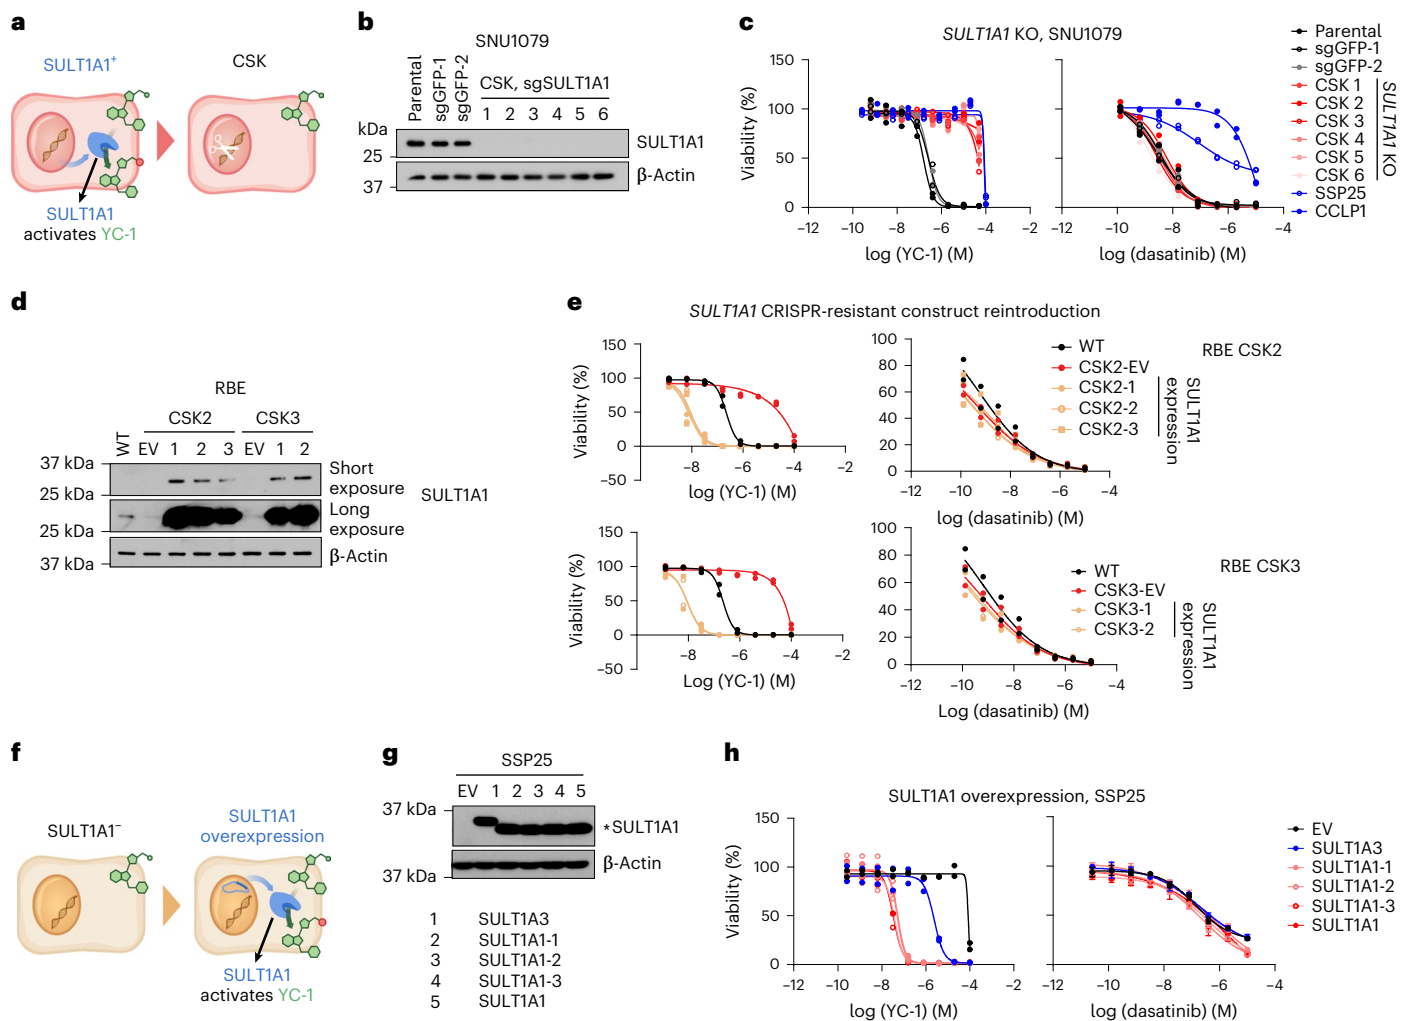 a
SULT1A1+
CSK
SULT1A1
activates YC-1
b
SNU1079
Parental
sgGFP-1
sgGFP-2
CSK, sgSULT1A1
1 2 3 4 5 6
kDa
25
37
SULT1A1
β-Actin
c
SULT1A1 KO, SNU1079
Viability (%)
150
100
50
0
−12 −10 −8 −6 −4 −2
log (YC-1) (M)
−12 −10 −8 −6 −4
log (dasatinib) (M)
Parental
sgGFP-1
sgGFP-2
CSK 1
CSK 2
CSK 3
CSK 4
CSK 5
CSK 6
SSP25
CCLP1
SULT1A1 KO
d
RBE
CSK2 CSK3
WT EV 1 2 3 EV 1 2
37 kDa
25 kDa
Short
exposure
25 kDa
Long
exposure
37 kDa
β-Actin
SULT1A1
e
SULT1A1 CRISPR-resistant construct reintroduction
Viability (%)
150
100
50
0
−50
−8 −6 −4 −2
log (YC-1) (M)
100
80
60
40
20
0
−12 −10 −8 −6 −4
log (dasatinib) (M)
WT
CSK2-EV
CSK2-1
CSK2-2
CSK2-3
SULT1A1
expression
RBE CSK2
Viability (%)
150
100
50
0
−50
−8 −6 −4 −2
Log (YC-1) (M)
100
80
60
40
20
0
−12 −10 −8 −6 −4
Log (dasatinib) (M)
WT
CSK3-EV
CSK3-1
CSK3-2
SULT1A1
expression
RBE CSK3
f
SULT1A1−
SULT1A1
overexpression
SULT1A1
activates YC-1
g
SSP25
EV 1 2 3 4 5
37 kDa
*SULT1A1
β-Actin
37 kDa
1 SULT1A3
2 SULT1A1-1
3 SULT1A1-2
4 SULT1A1-3
5 SULT1A1
h
SULT1A1 overexpression, SSP25
Viability (%)
150
100
50
0
−12 −10 −8 −6 −4 −2
log (YC-1) (M)
−12 −10 −8 −6 −4
log (dasatinib) (M)
EV
SULT1A3
SULT1A1-1
SULT1A1-2
SULT1A1-3
SULT1A1